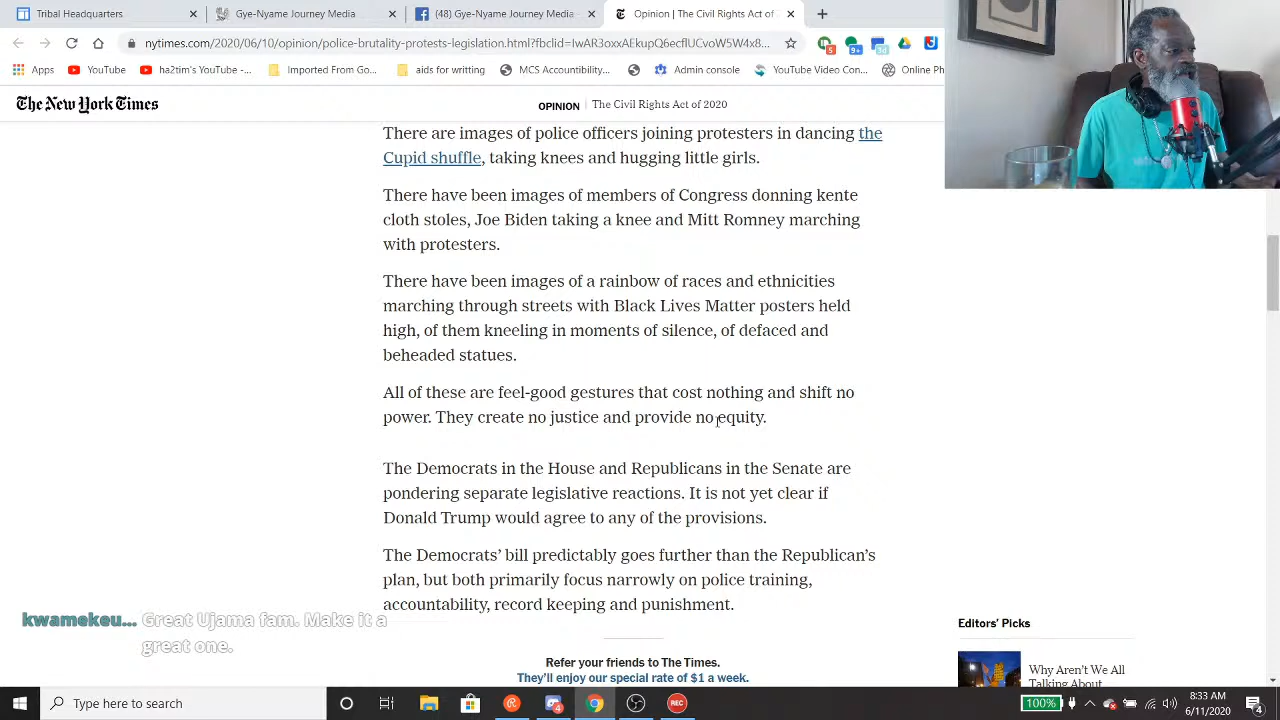 Tribal Headquarters
Gye-Nyame Journal Media
(48) Gye-Nyame Journal Media
Opinion | The Civil Rights Act of
nytimes.com/2020/06/10/opinion/police-brutality-protests-legislation.html?fbclid=IwAR3oxxAEkupQ6ecflUCvoW5W4x8...
5
9+
3d
Apps
YouTube
ha2tim's YouTube -...
Imported From Go...
aids for writting
MCS Accountibility...
Admin console
YouTube Video Con...
Online Ph
The New York Times
OPINION
The Civil Rights Act of 2020
There are images of police officers joining protesters in dancing the
Cupid shuffle, taking knees and hugging little girls.
There have been images of members of Congress donning kente
cloth stoles, Joe Biden taking a knee and Mitt Romney marching
with protesters.
There have been images of a rainbow of races and ethnicities
marching through streets with Black Lives Matter posters held
high, of them kneeling in moments of silence, of defaced and
beheaded statues.
All of these are feel-good gestures that cost nothing and shift no
power. They create no justice and provide no equity.
The Democrats in the House and Republicans in the Senate are
pondering separate legislative reactions. It is not yet clear if
Donald Trump would agree to any of the provisions.
The Democrats' bill predictably goes further than the Republican's
plan, but both primarily focus narrowly on police training,
accountability, record keeping and punishment.
kwamekeu... Great Ujama fam. Make it a
great one.
Editors' Picks
Why Aren't We All
Talking About
Refer your friends to The Times.
They'll enjoy our special rate of $1 a week.
Type here to search
REC
100%
8:33 AM
6/11/2020
4